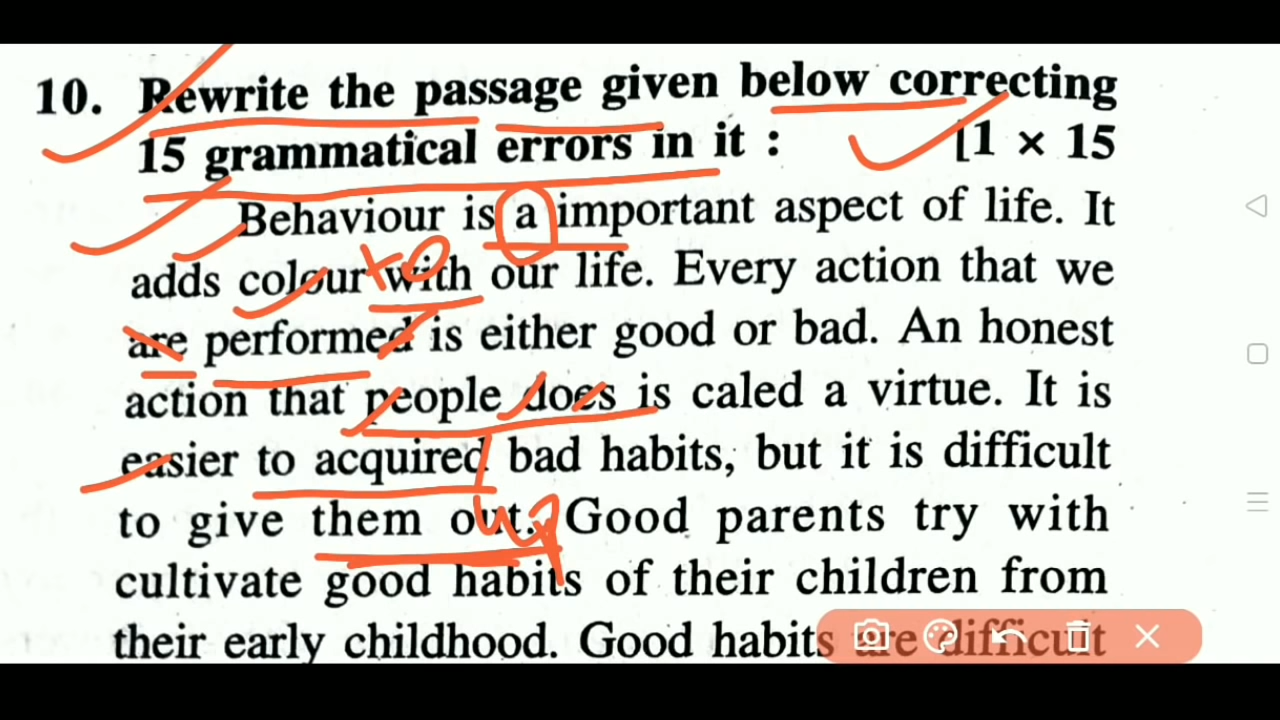 10. Rewrite the passage given below correcting
15 grammatical errors in it : [1 × 15
Behaviour is a important aspect of life. It
to
adds colour with our life. Every action that we
are performed is either good or bad. An honest
action that people does is caled a virtue. It is
easier to acquired bad habits, but it is difficult
to give them out. Good parents try with
up
cultivate good habits of their children from
their early childhood. Good habits are difficult